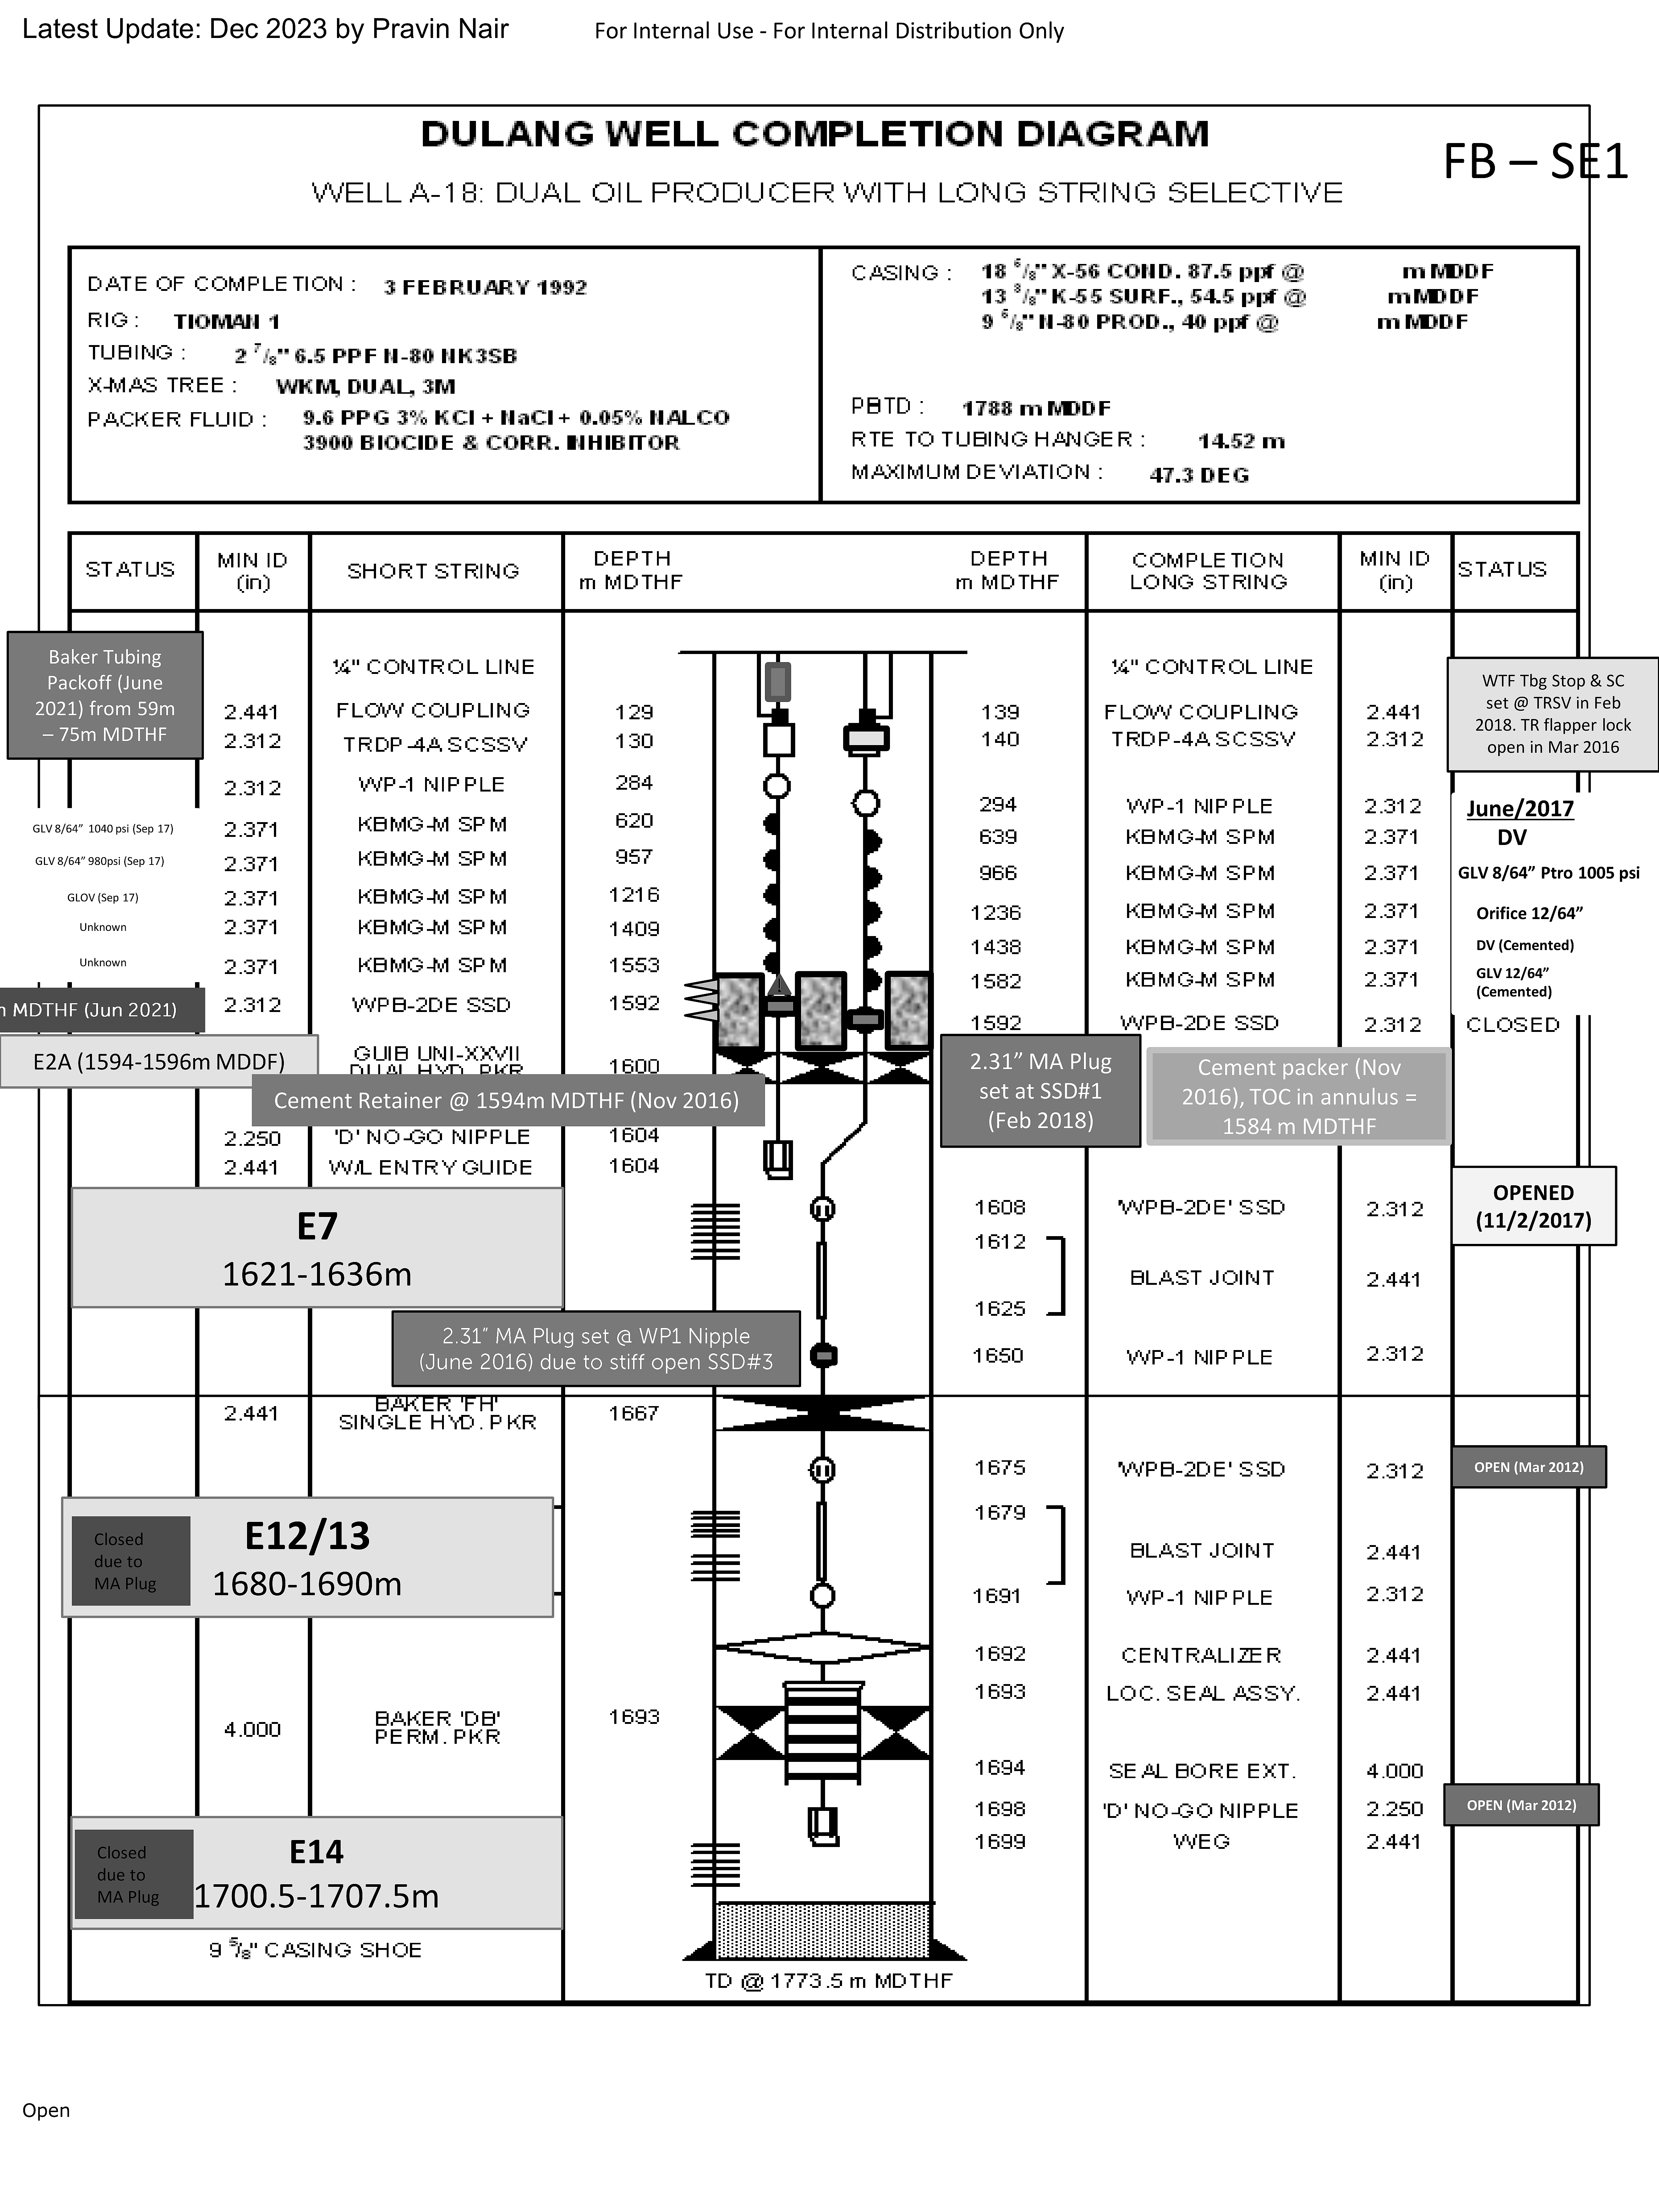 Latest Update: Dec 2023 by Pravin Nair
For Internal Use - For Internal Distribution Only
DULANG WELL COMPLETION DIAGRAM
FB – SE1
WELL A-18: DUAL OIL PRODUCER WITH LONG STRING SELECTIVE
DATE OF COMPLETION : 3 FEBRUARY 1992
RIG : TIOMAN 1
TUBING : 2 7/8" 6.5 PPF N-80 NK3SB
X-MAS TREE : WKM, DUAL, 3M
PACKER FLUID : 9.6 PPG 3% KCl + NaCl + 0.05% NALCO
3900 BIOCIDE & CORR. INHIBITOR
CASING : 18 5/8" X-56 COND. 87.5 ppf @ m MDDF
13 3/8" K-55 SURF., 54.5 ppf @ m MDDF
9 5/8" N-80 PROD., 40 ppf @ m MDDF
PBTD : 1788 m MDDF
RTE TO TUBING HANGER : 14.52 m
MAXIMUM DEVIATION : 47.3 DEG
STATUS
MIN ID
(in)
SHORT STRING
DEPTH
m MDTHF
DEPTH
m MDTHF
COMPLETION
LONG STRING
MIN ID
(in)
STATUS
Baker Tubing
Packoff (June
2021) from 59m
– 75m MDTHF
¼" CONTROL LINE
2.441 FLOW COUPLING 129
2.312 TRDP-4A SCSSV 130
2.312 WP-1 NIPPLE 284
GLV 8/64” 1040 psi (Sep 17) 2.371 KBMG-M SPM 620
GLV 8/64” 980psi (Sep 17) 2.371 KBMG-M SPM 957
GLOV (Sep 17) 2.371 KBMG-M SPM 1216
Unknown 2.371 KBMG-M SPM 1409
Unknown 2.371 KBMG-M SPM 1553
MDTHF (Jun 2021) 2.312 WPB-2DE SSD 1592
E2A (1594-1596m MDDF)
GUIB UNI-XXVII
DUAL HYD. PKR 1600
Cement Retainer @ 1594m MDTHF (Nov 2016)
2.250 'D' NO-GO NIPPLE 1604
2.441 W/L ENTRY GUIDE 1604
E7
1621-1636m
2.31” MA Plug set @ WP1 Nipple
(June 2016) due to stiff open SSD#3
2.441 BAKER 'FH'
SINGLE HYD. PKR 1667
Closed
due to
MA Plug
E12/13
1680-1690m
4.000 BAKER 'DB'
PERM. PKR 1693
Closed
due to
MA Plug
E14
1700.5-1707.5m
9 5/8" CASING SHOE
¼" CONTROL LINE
WTF Tbg Stop & SC
set @ TRSV in Feb
2018. TR flapper lock
open in Mar 2016
139 FLOW COUPLING 2.441
140 TRDP-4A SCSSV 2.312
294 WP-1 NIPPLE 2.312
June/2017
639 KBMG-M SPM 2.371 DV
966 KBMG-M SPM 2.371 GLV 8/64” Ptro 1005 psi
1236 KBMG-M SPM 2.371 Orifice 12/64”
1438 KBMG-M SPM 2.371 DV (Cemented)
1582 KBMG-M SPM 2.371 GLV 12/64”
(Cemented)
1592 WPB-2DE SSD 2.312 CLOSED
2.31” MA Plug
set at SSD#1
(Feb 2018)
Cement packer (Nov
2016), TOC in annulus =
1584 m MDTHF
1608 'WPB-2DE' SSD 2.312 OPENED
(11/2/2017)
1612
BLAST JOINT 2.441
1625
1650 WP-1 NIPPLE 2.312
1675 'WPB-2DE' SSD 2.312 OPEN (Mar 2012)
1679
BLAST JOINT 2.441
1691 WP-1 NIPPLE 2.312
1692 CENTRALIZER 2.441
1693 LOC. SEAL ASSY. 2.441
1694 SEAL BORE EXT. 4.000
1698 'D' NO-GO NIPPLE 2.250 OPEN (Mar 2012)
1699 WEG 2.441
TD @ 1773.5 m MDTHF
Open